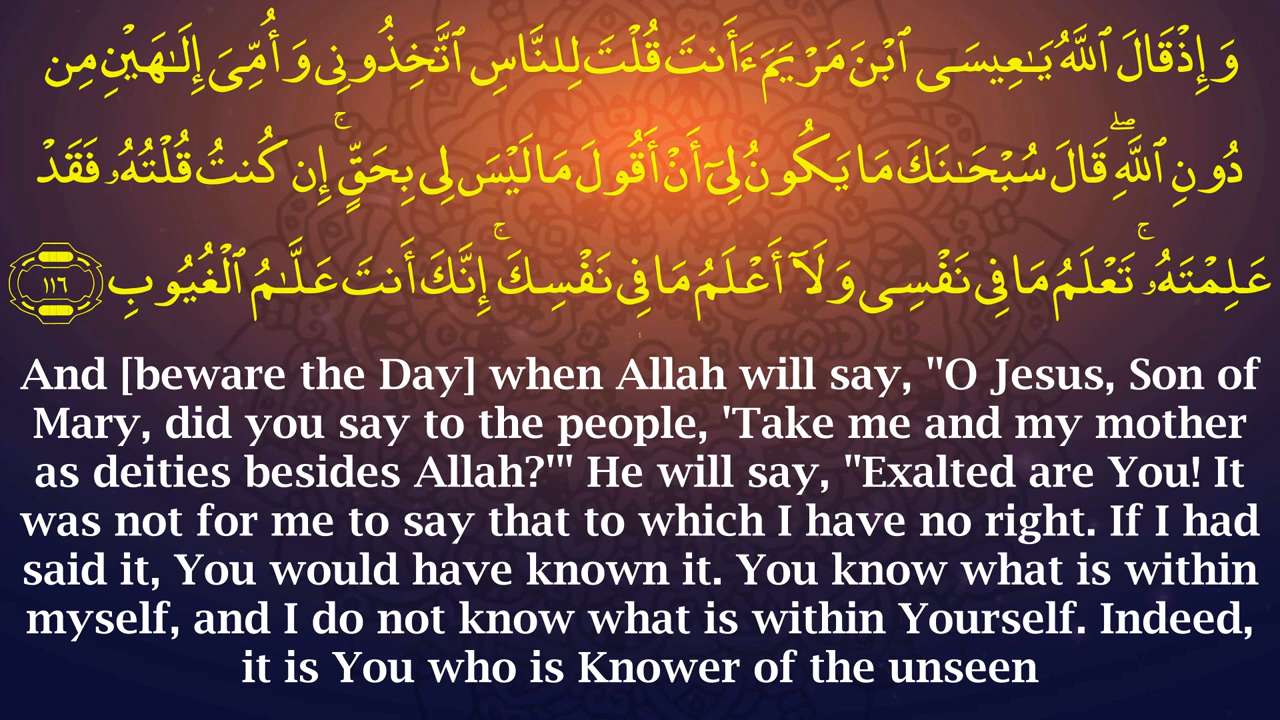 وَإِذْ قَالَ ٱللَّهُ يَـٰعِيسَى ٱبْنَ مَرْيَمَ ءَأَنتَ قُلْتَ لِلنَّاسِ ٱتَّخِذُونِى وَأُمِّىَ إِلَـٰهَيْنِ مِن
دُونِ ٱللَّهِ ۖ قَالَ سُبْحَـٰنَكَ مَا يَكُونُ لِىٓ أَنْ أَقُولَ مَا لَيْسَ لِى بِحَقٍّ ۚ إِن كُنتُ قُلْتُهُۥ فَقَدْ
عَلِمْتَهُۥ ۚ تَعْلَمُ مَا فِى نَفْسِى وَلَآ أَعْلَمُ مَا فِى نَفْسِكَ ۚ إِنَّكَ أَنتَ عَلَّـٰمُ ٱلْغُيُوبِ ١١٦
And [beware the Day] when Allah will say, "O Jesus, Son of
Mary, did you say to the people, 'Take me and my mother
as deities besides Allah?'" He will say, "Exalted are You! It
was not for me to say that to which I have no right. If I had
said it, You would have known it. You know what is within
myself, and I do not know what is within Yourself. Indeed,
it is You who is Knower of the unseen